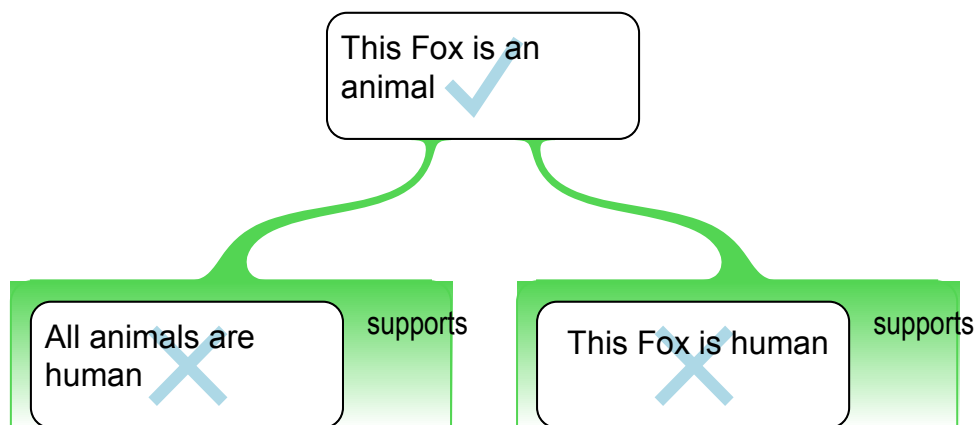 This Fox is an
animal
All animals are
human
supports
This Fox is human
supports